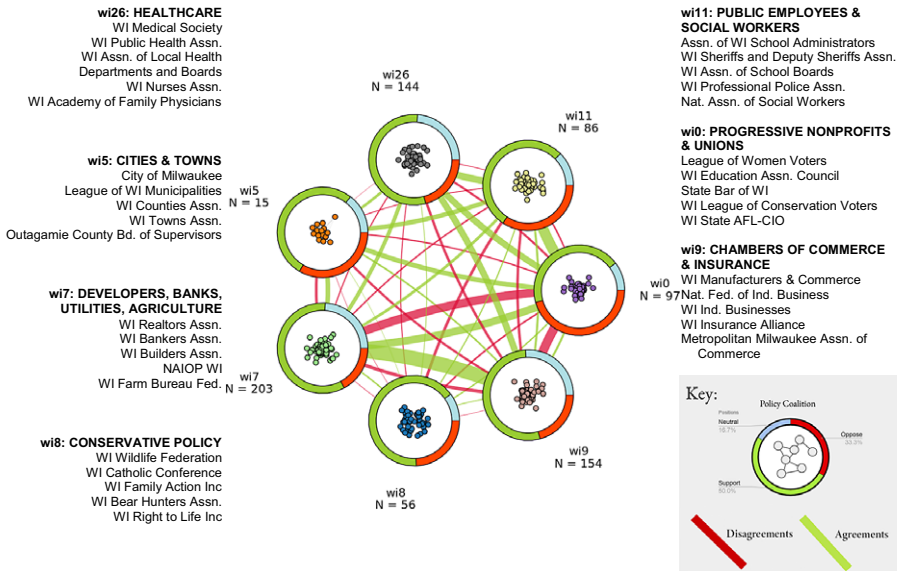 wi26: HEALTHCARE
WI Medical Society
WI Public Health Assn.
WI Assn. of Local Health
Departments and Boards
WI Nurses Assn.
WI Academy of Family Physicians
wi5: CITIES & TOWNS
City of Milwaukee
League of WI Municipalities
WI Counties Assn.
WI Towns Assn.
Outagamie County Bd. of Supervisors
wi7: DEVELOPERS, BANKS,
UTILITIES, AGRICULTURE
WI Realtors Assn.
WI Bankers Assn.
WI Builders Assn.
NAIOP WI
WI Farm Bureau Fed.
wi8: CONSERVATIVE POLICY
WI Wildlife Federation
WI Catholic Conference
WI Family Action Inc
WI Bear Hunters Assn.
WI Right to Life Inc
wi26
N = 144
wi11
N = 86
wi5
N = 15
wi0
N = 97
wi7
N = 203
wi9
N = 154
wi8
N = 56
wi11: PUBLIC EMPLOYEES &
SOCIAL WORKERS
Assn. of WI School Administrators
WI Sheriffs and Deputy Sheriffs Assn.
WI Assn. of School Boards
WI Professional Police Assn.
Nat. Assn. of Social Workers
wi0: PROGRESSIVE NONPROFITS
& UNIONS
League of Women Voters
WI Education Assn. Council
State Bar of WI
WI League of Conservation Voters
WI State AFL-CIO
wi9: CHAMBERS OF COMMERCE
& INSURANCE
WI Manufacturers & Commerce
Nat. Fed. of Ind. Business
WI Ind. Businesses
WI Insurance Alliance
Metropolitan Milwaukee Assn. of
Commerce
Key:
Policy Coalition
Positions
Neutral
16.7%
Oppose
33.3%
Support
50.0%
Disagreements
Agreements